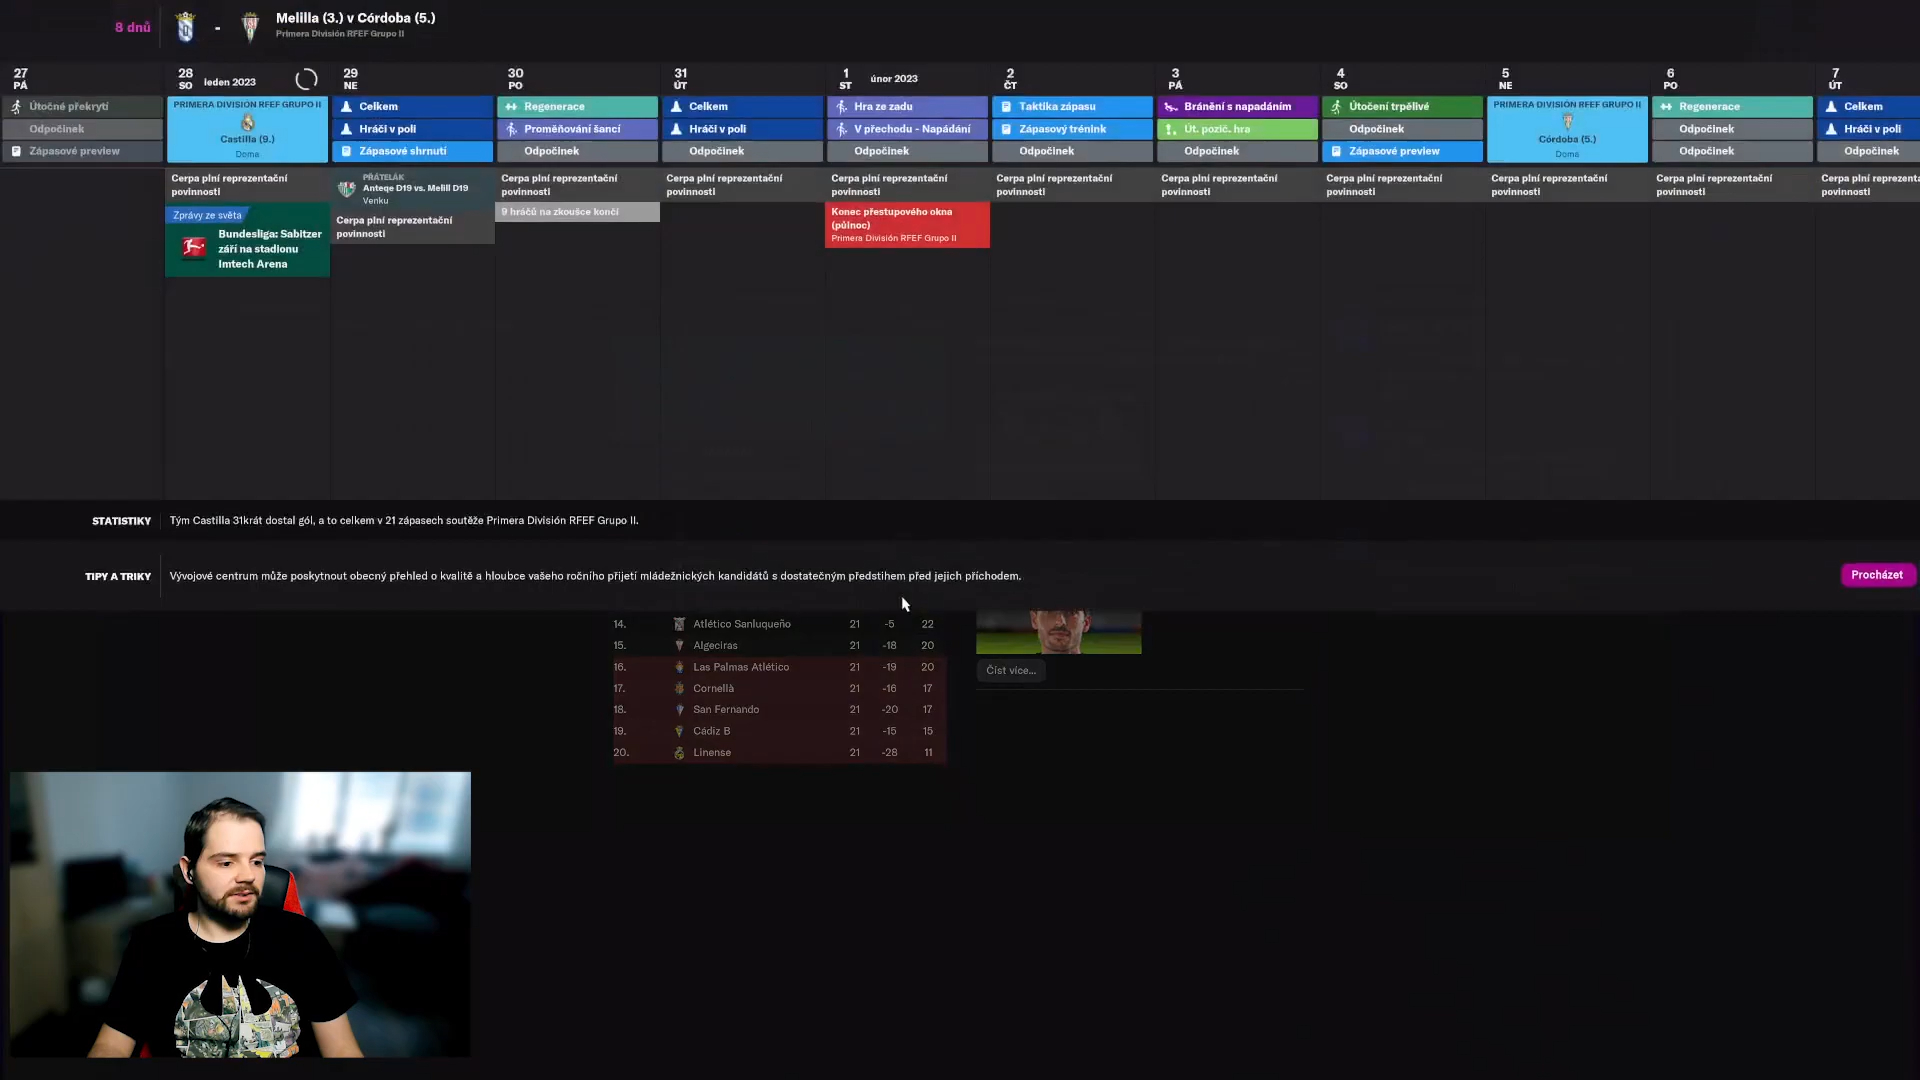 8 dnů
-
Melilla (3.) v Córdoba (5.)
Primera División RFEF Grupo II
27
PÁ
28
SO
leden 2023
29
NE
30
PO
31
ÚT
1
ST
únor 2023
2
ČT
3
PÁ
4
SO
5
NE
6
PO
7
ÚT
Útočné překrytí
Odpočinek
Zápasové preview
PRIMERA DIVISIÓN RFEF GRUPO II
Castilla (9.)
Doma
Celkem
Hráči v poli
Zápasové shrnutí
Regenerace
Proměňování šancí
Odpočinek
Celkem
Hráči v poli
Odpočinek
Hra ze zadu
V přechodu - Napádání
Odpočinek
Taktika zápasu
Zápasový trénink
Odpočinek
Bránění s napadáním
Út. pozič. hra
Odpočinek
Útočení trpělivé
Odpočinek
Zápasové preview
PRIMERA DIVISIÓN RFEF GRUPO II
Córdoba (5.)
Doma
Regenerace
Odpočinek
Odpočinek
Celkem
Hráči v poli
Odpočinek
Cerpa plní reprezentační
povinnosti
Zprávy ze světa
Bundesliga: Sabitzer
září na stadionu
Imtech Arena
PŘÁTELÁK
Anteqe D19 vs. Melill D19
Venku
Cerpa plní reprezentační
povinnosti
Cerpa plní reprezentační
povinnosti
9 hráčů na zkoušce končí
Cerpa plní reprezentační
povinnosti
Cerpa plní reprezentační
povinnosti
Konec přestupového okna
(půlnoc)
Primera División RFEF Grupo II
Cerpa plní reprezentační
povinnosti
Cerpa plní reprezentační
povinnosti
Cerpa plní reprezentační
povinnosti
Cerpa plní reprezentační
povinnosti
Cerpa plní reprezentační
povinnosti
Cerpa plní reprezenta
povinnosti
STATISTIKY
Tým Castilla 31krát dostal gól, a to celkem v 21 zápasech soutěže Primera División RFEF Grupo II.
TIPY A TRIKY
Vývojové centrum může poskytnout obecný přehled o kvalitě a hloubce vašeho ročního přijetí mládežnických kandidátů s dostatečným předstihem před jejich příchodem.
Procházet
14. Atlético Sanluqueño 21 -5 22
15. Algeciras 21 -18 20
16. Las Palmas Atlético 21 -19 20
17. Cornellà 21 -16 17
18. San Fernando 21 -20 17
19. Cádiz B 21 -15 15
20. Linense 21 -28 11
Číst více...